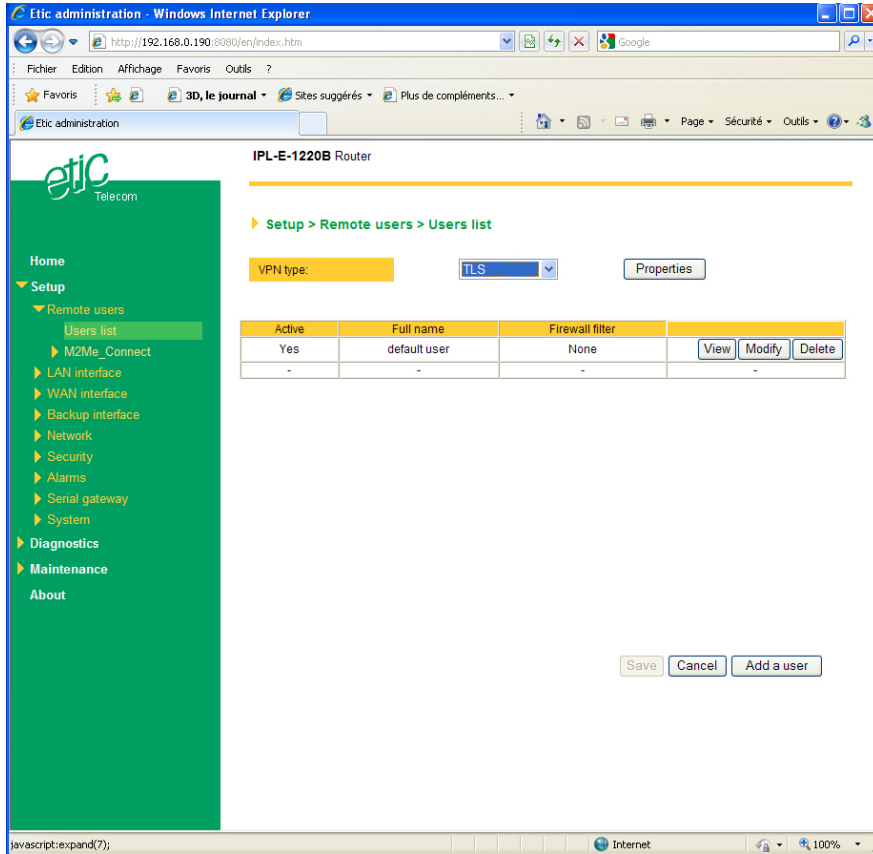 Etic administration - Windows Internet Explorer
http://192.168.0.190:8080/en/index.htm
Google
Fichier Edition Affichage Favoris Outils ?
Favoris 3D, le journal Sites suggérés Plus de compléments...
Etic administration Page Sécurité Outils
etic
Telecom
IPL-E-1220B Router
Setup > Remote users > Users list
Home
VPN type: TLS Properties
Setup
Remote users
Users list
M2Me_Connect
LAN interface
WAN interface
Backup interface
Network
Security
Alarms
Serial gateway
System
Diagnostics
Maintenance
About
Active Full name Firewall filter
Yes default user None View Modify Delete
- - - -
Save Cancel Add a user
javascript:expand(7); Internet 100%